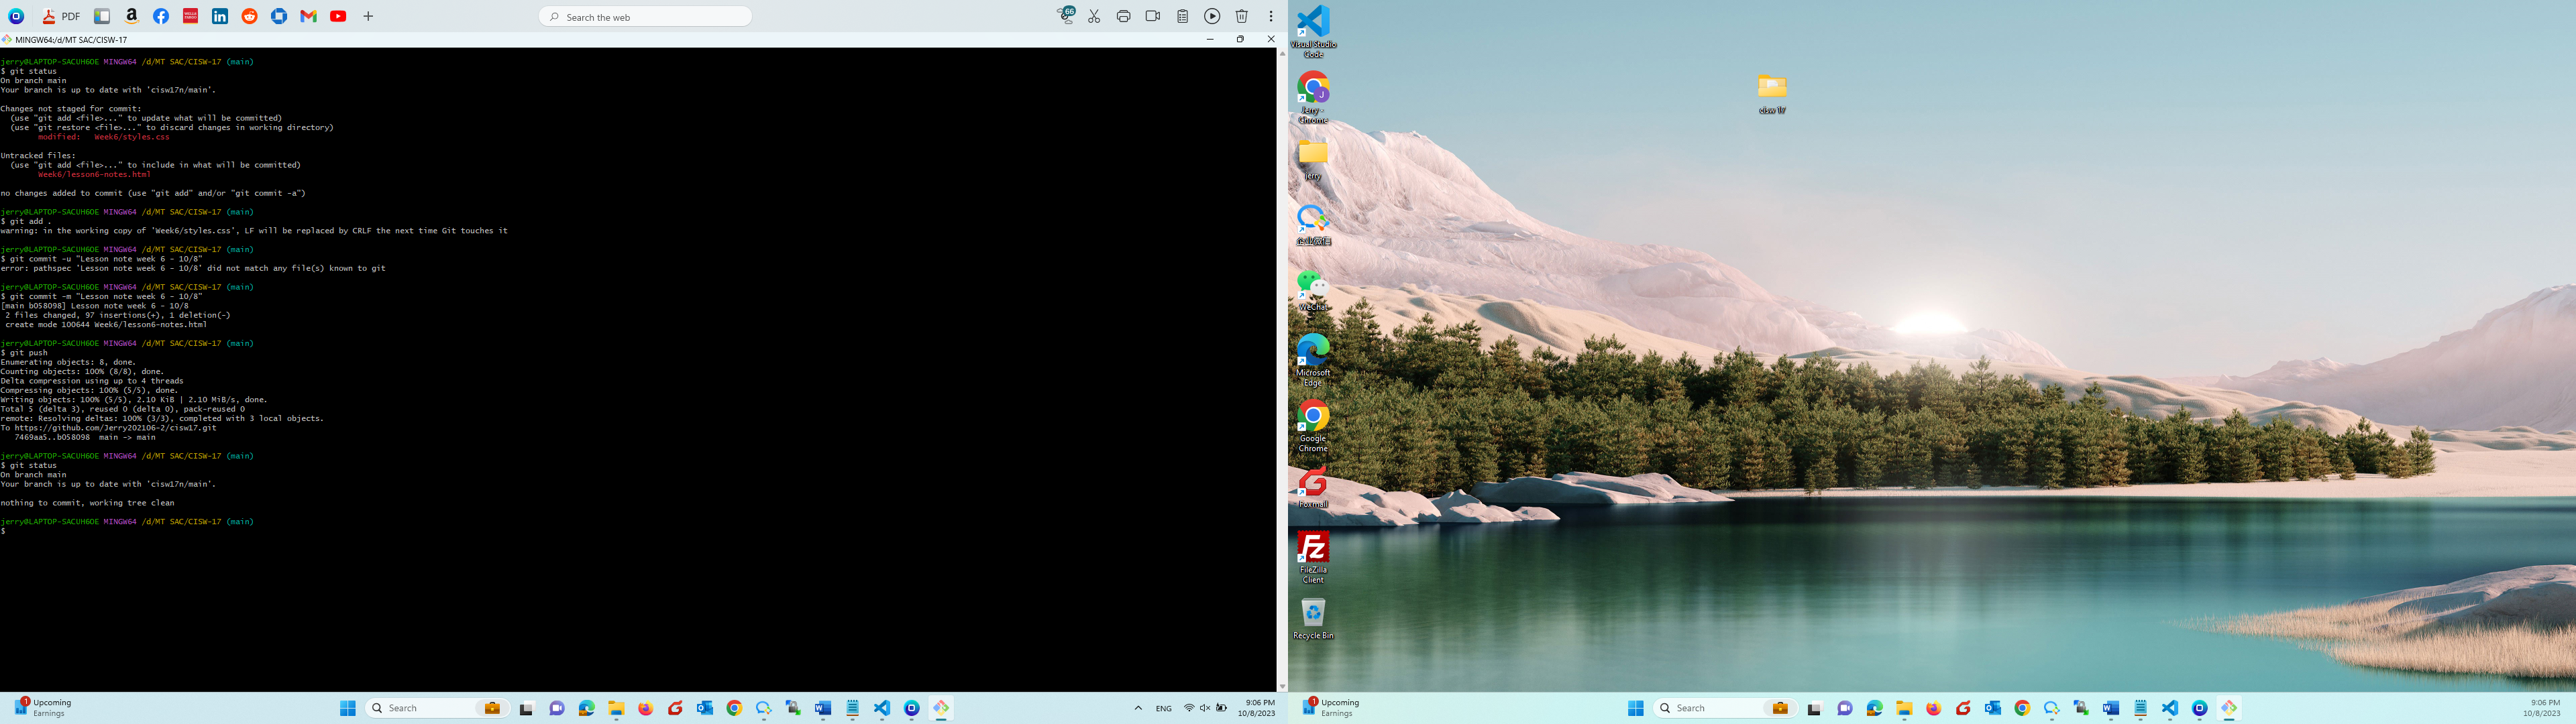 PDF
Search the web
66
MINGW64:/d/MT SAC/CISW-17
jerry@LAPTOP-SACUH6OE MINGW64 /d/MT SAC/CISW-17 (main)
$ git status
On branch main
Your branch is up to date with 'cisw17n/main'.
Changes not staged for commit:
(use "git add <file>..." to update what will be committed)
(use "git restore <file>..." to discard changes in working directory)
modified: Week6/styles.css
Untracked files:
(use "git add <file>..." to include in what will be committed)
Week6/lesson6-notes.html
no changes added to commit (use "git add" and/or "git commit -a")
jerry@LAPTOP-SACUH6OE MINGW64 /d/MT SAC/CISW-17 (main)
$ git add .
warning: in the working copy of 'Week6/styles.css', LF will be replaced by CRLF the next time Git touches it
jerry@LAPTOP-SACUH6OE MINGW64 /d/MT SAC/CISW-17 (main)
$ git commit -u "Lesson note week 6 - 10/8"
error: pathspec 'Lesson note week 6 - 10/8' did not match any file(s) known to git
jerry@LAPTOP-SACUH6OE MINGW64 /d/MT SAC/CISW-17 (main)
$ git commit -m "Lesson note week 6 - 10/8"
[main b058098] Lesson note week 6 - 10/8
2 files changed, 97 insertions(+), 1 deletion(-)
create mode 100644 Week6/lesson6-notes.html
jerry@LAPTOP-SACUH6OE MINGW64 /d/MT SAC/CISW-17 (main)
$ git push
Enumerating objects: 8, done.
Counting objects: 100% (8/8), done.
Delta compression using up to 4 threads
Compressing objects: 100% (5/5), done.
Writing objects: 100% (5/5), 2.10 KiB | 2.10 MiB/s, done.
Total 5 (delta 3), reused 0 (delta 0), pack-reused 0
remote: Resolving deltas: 100% (3/3), completed with 3 local objects.
To https://github.com/Jerry202106-2/cisw17.git
7469aa5..b058098 main -> main
jerry@LAPTOP-SACUH6OE MINGW64 /d/MT SAC/CISW-17 (main)
$ git status
On branch main
Your branch is up to date with 'cisw17n/main'.
nothing to commit, working tree clean
jerry@LAPTOP-SACUH6OE MINGW64 /d/MT SAC/CISW-17 (main)
$
Visual Studio
Code
Jerry -
Chrome
cisw 17
jerry
WeChat
Microsoft
Edge
Google
Chrome
Foxmail
FileZilla
Client
Recycle Bin
1
Upcoming
Earnings
Search
ENG
9:06 PM
10/8/2023
1
Upcoming
Earnings
Search
9:06 PM
10/8/2023